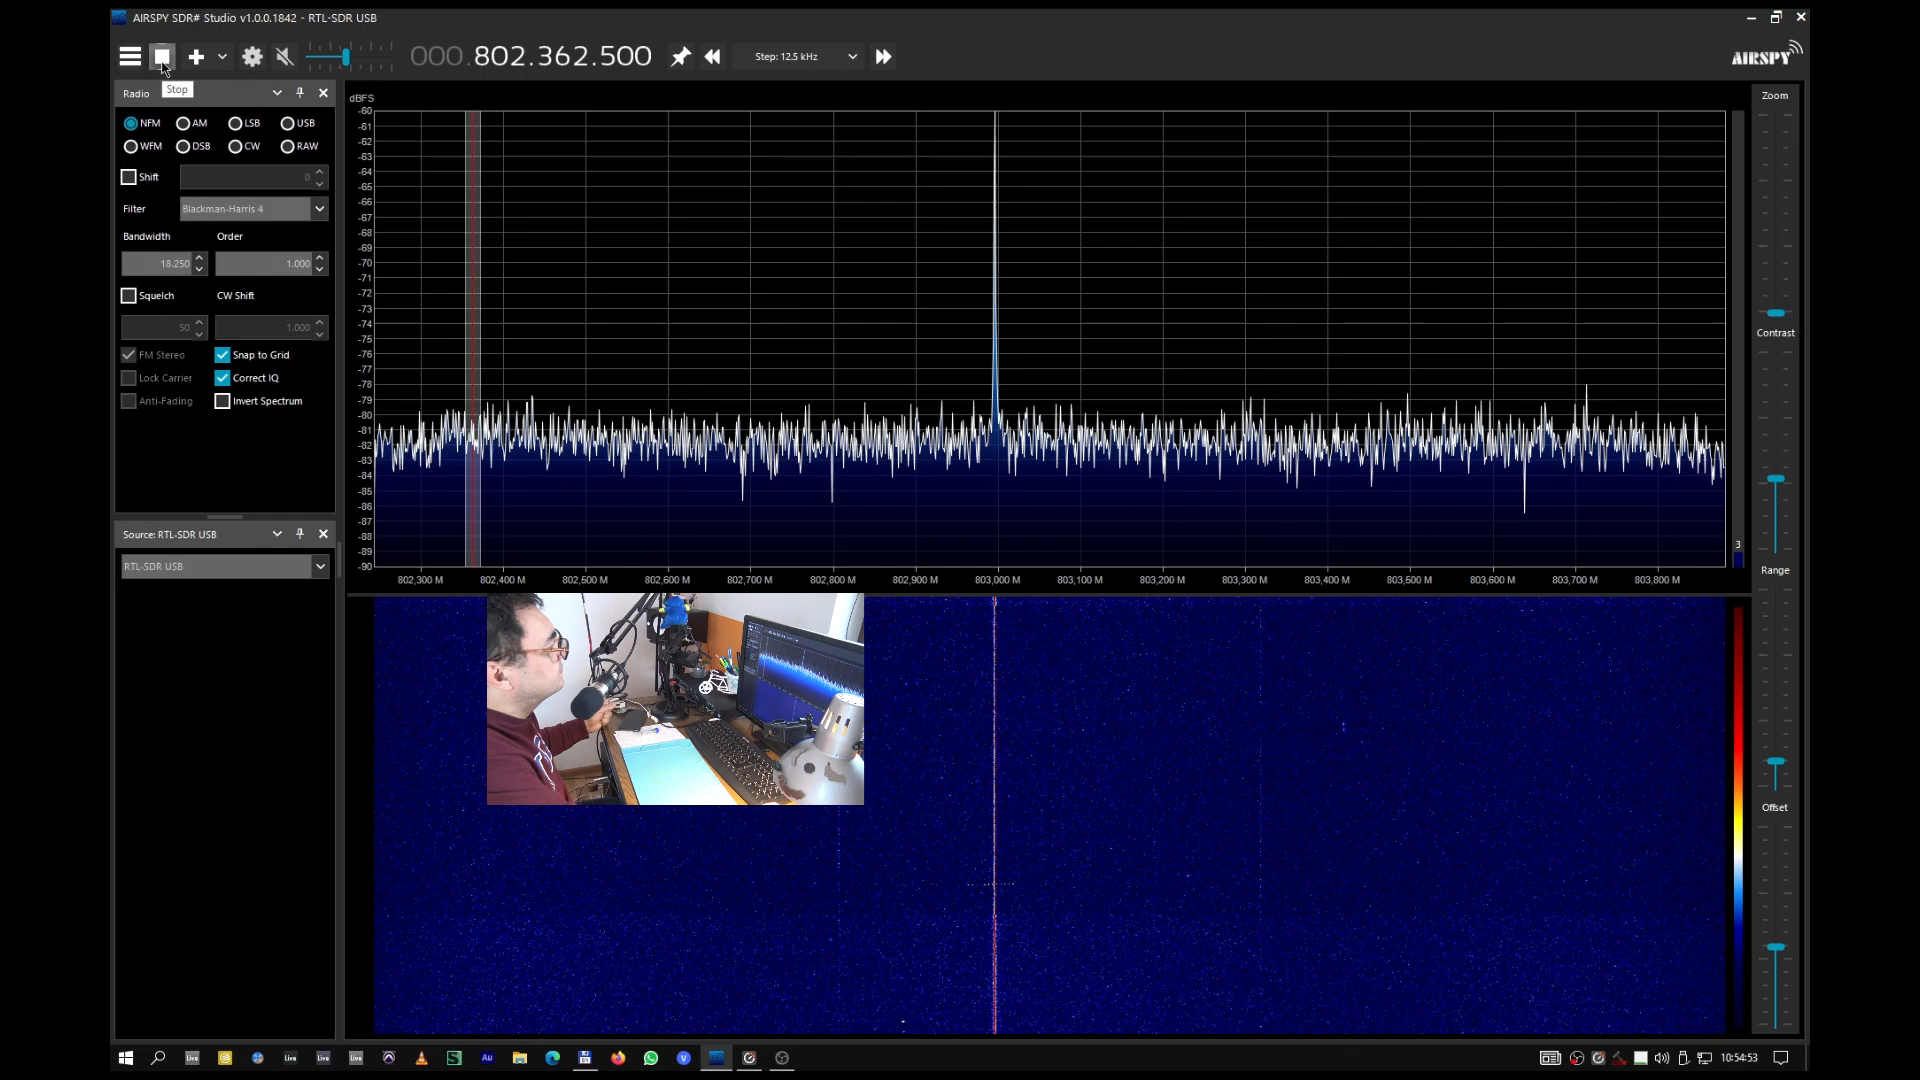 AIRSPY SDR# Studio v1.0.0.1842 - RTL-SDR USB
000.802.362.500
Step: 12.5 kHz
AIRSPY
Stop
Radio
NFM
AM
LSB
USB
WFM
DSB
CW
RAW
Shift
0
Filter
Blackman-Harris 4
Bandwidth
Order
18.250
1.000
Squelch
CW Shift
50
1.000
FM Stereo
Snap to Grid
Lock Carrier
Correct IQ
Anti-Fading
Invert Spectrum
Source: RTL-SDR USB
RTL-SDR USB
dBFS
-60
-61
-62
-63
-64
-65
-66
-67
-68
-69
-70
-71
-72
-73
-74
-75
-76
-77
-78
-79
-80
-81
-82
-83
-84
-85
-86
-87
-88
-89
-90
802,300 M
802,400 M
802,500 M
802,600 M
802,700 M
802,800 M
802,900 M
803,000 M
803,100 M
803,200 M
803,300 M
803,400 M
803,500 M
803,600 M
803,700 M
803,800 M
3
Zoom
Contrast
Range
Offset
Live
Live
Live
Live
Au
10:54:53